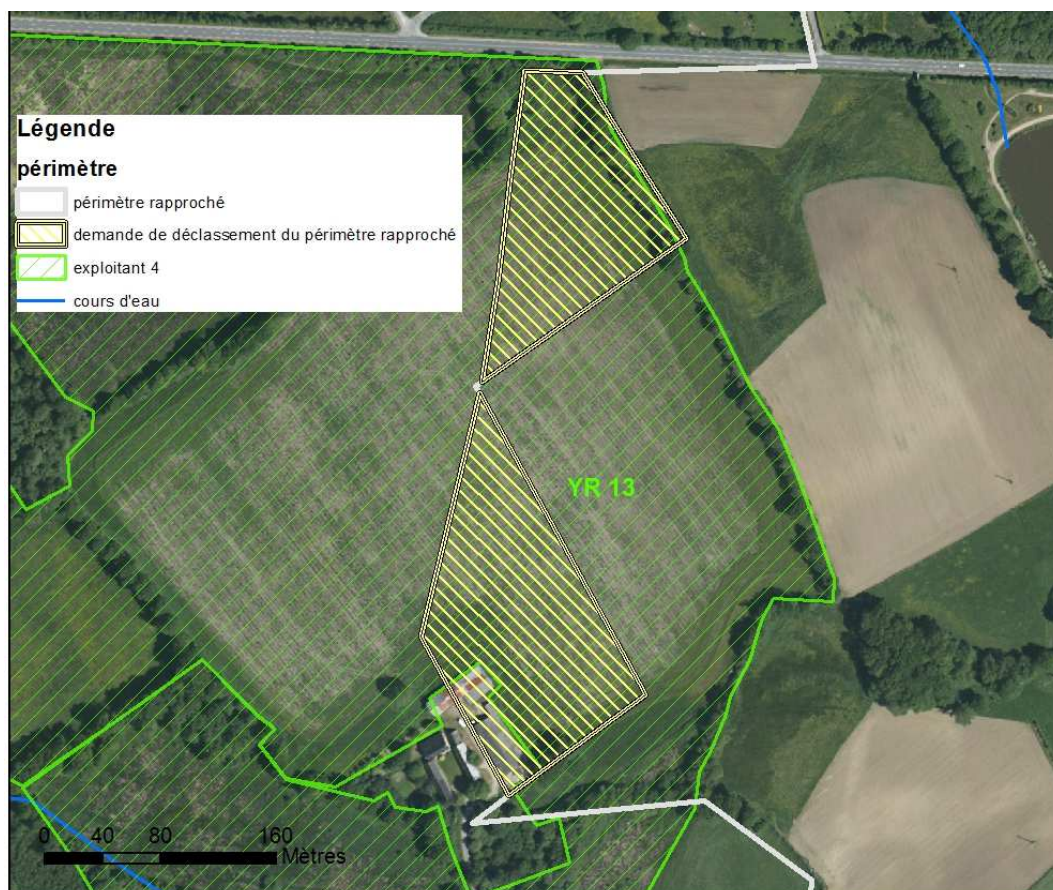 Légende
périmètre
périmètre rapproché
demande de déclassement du périmètre rapproché
exploitant 4
cours d'eau
YR 13
0 40 80 160
Mètres